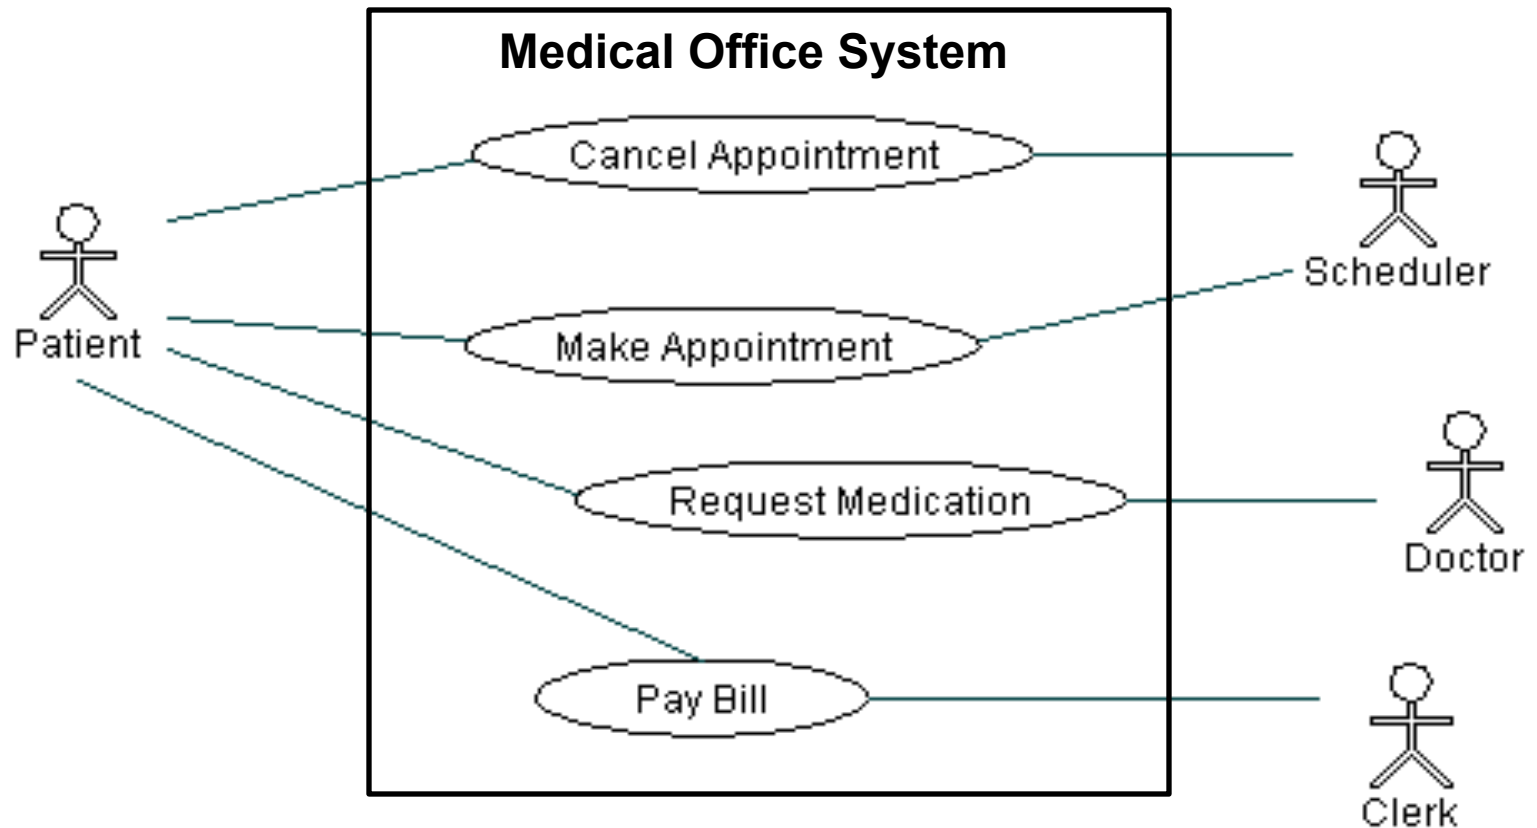 Medical Office System
Cancel Appointment
Scheduler
Patient
Make Appointment
Request Medication
Doctor
Pay Bill
Clerk